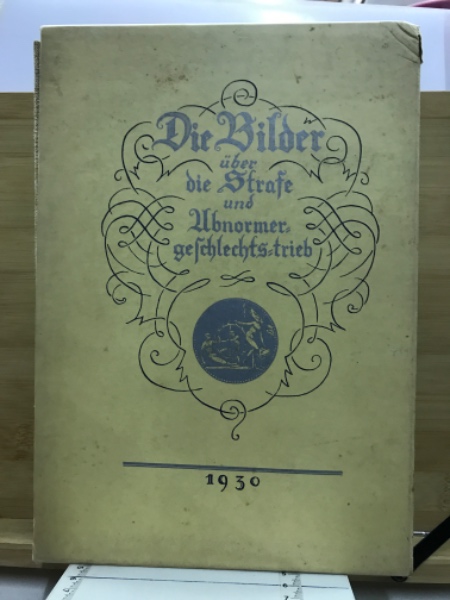 Die Bilder
über
die Strafe
und
Abnormer-
geschlechts-trieb
1930